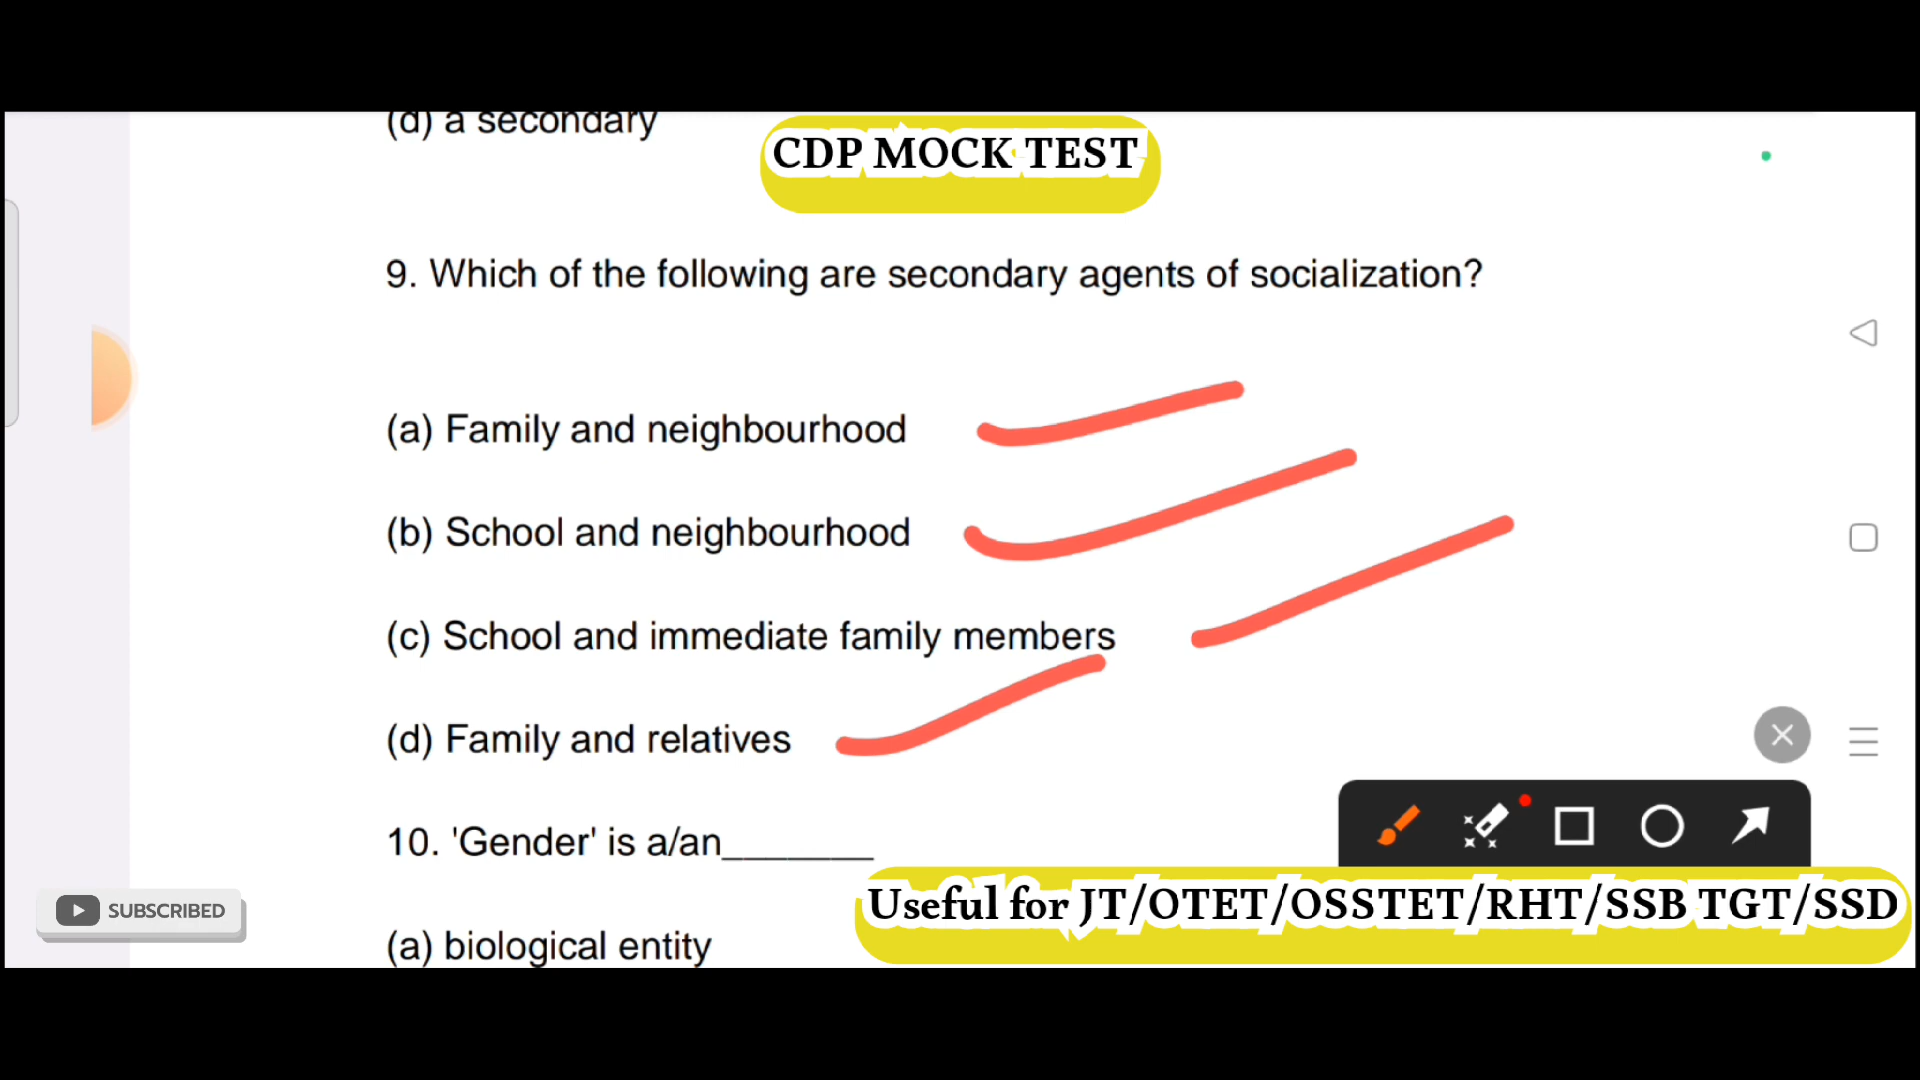 (d) a secondary
CDP MOCK TEST
9. Which of the following are secondary agents of socialization?
(a) Family and neighbourhood
(b) School and neighbourhood
(c) School and immediate family members
(d) Family and relatives
10. 'Gender' is a/an_______
SUBSCRIBED
Useful for JT/OTET/OSSTET/RHT/SSB TGT/SSD
(a) biological entity